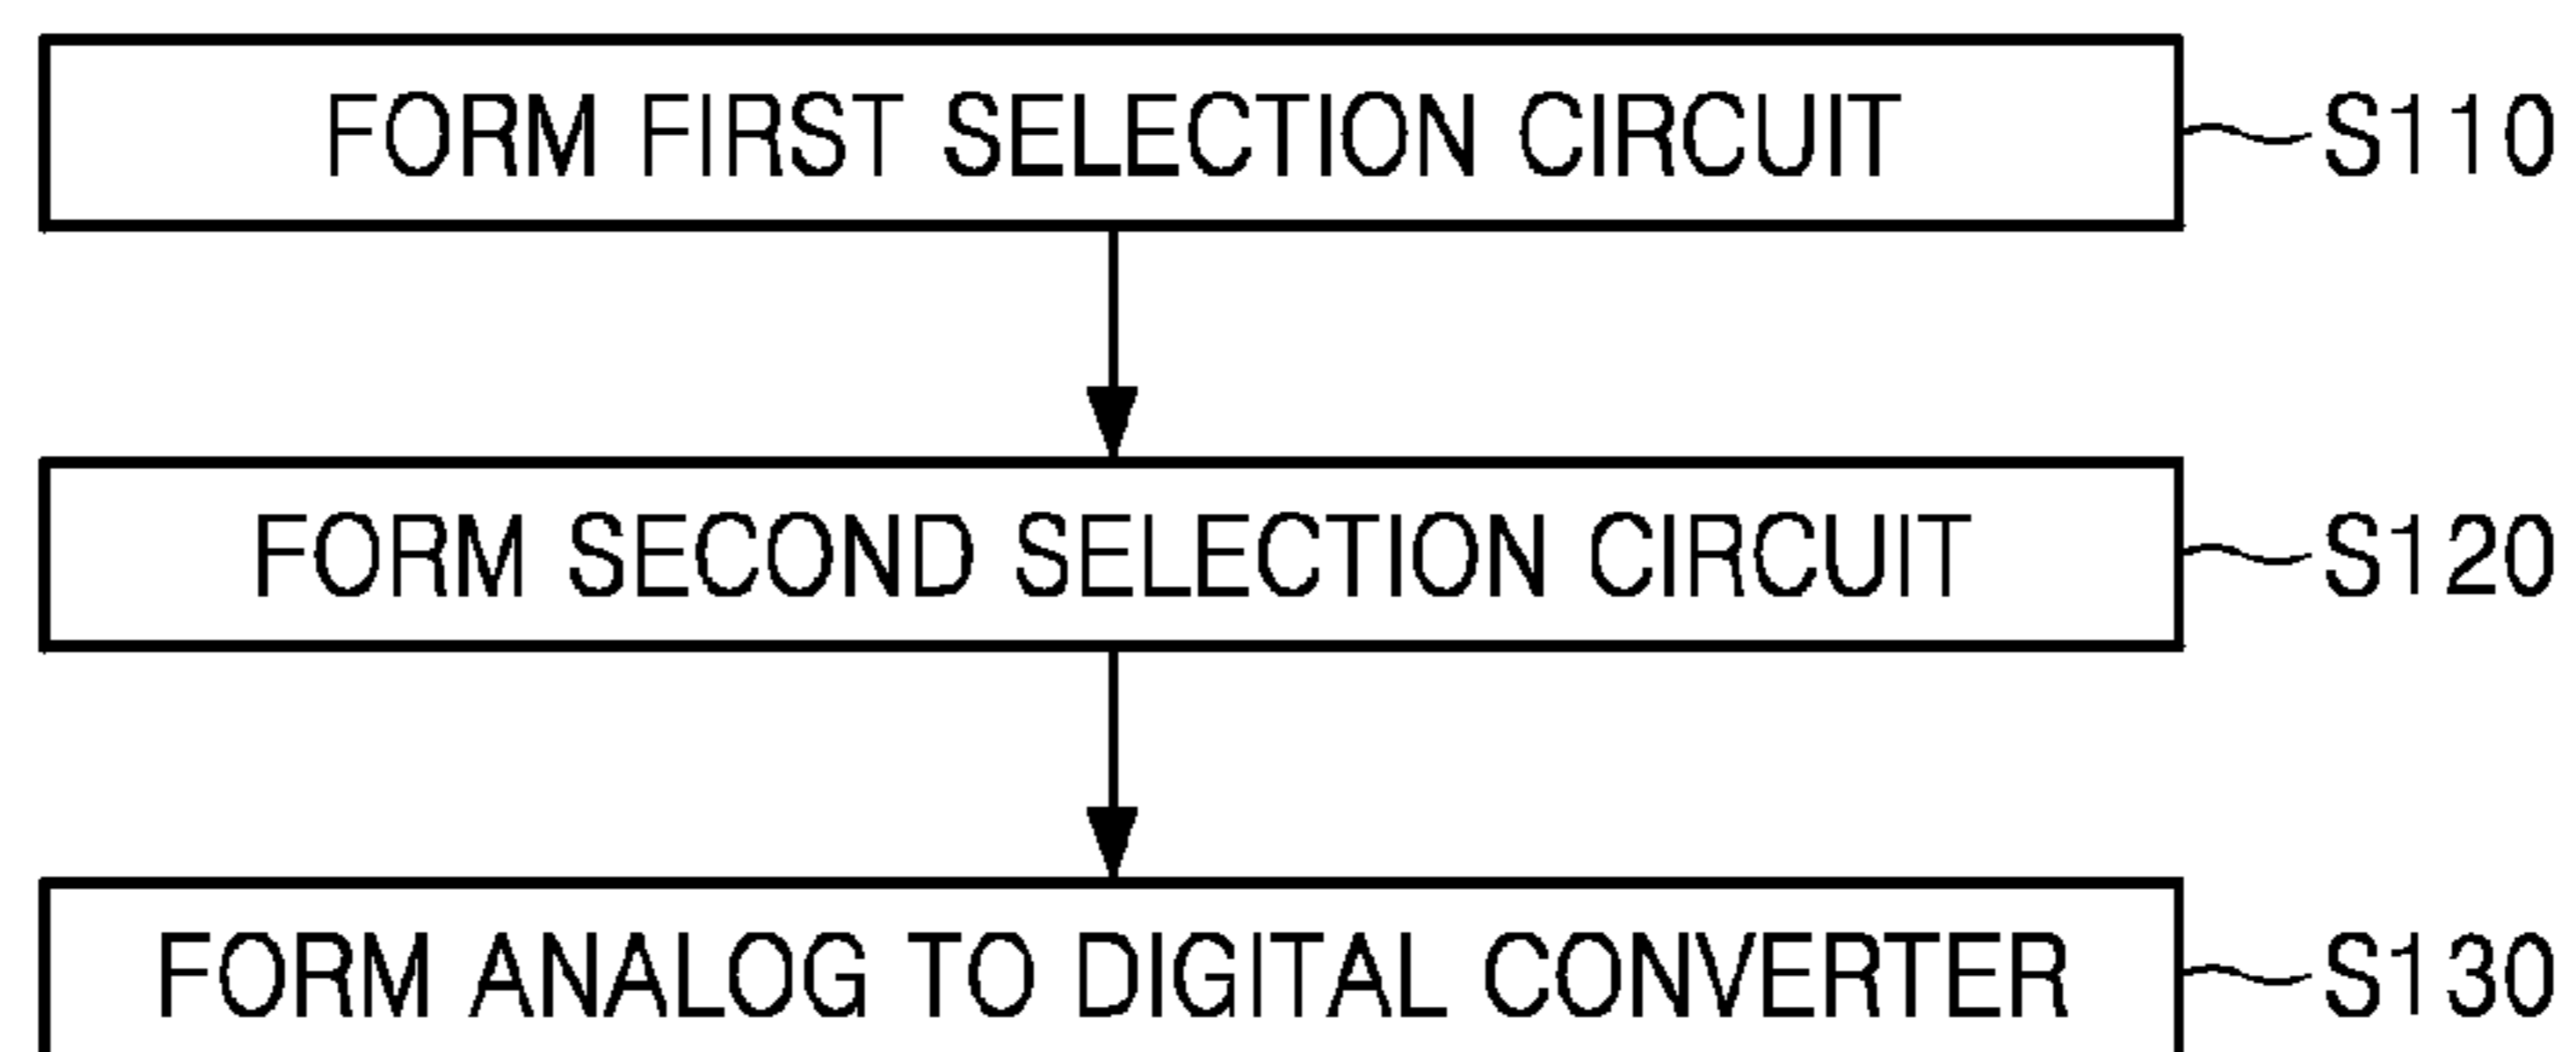 FORM FIRST SELECTION CIRCUIT S110
FORM SECOND SELECTION CIRCUIT S120
FORM ANALOG TO DIGITAL CONVERTER S130